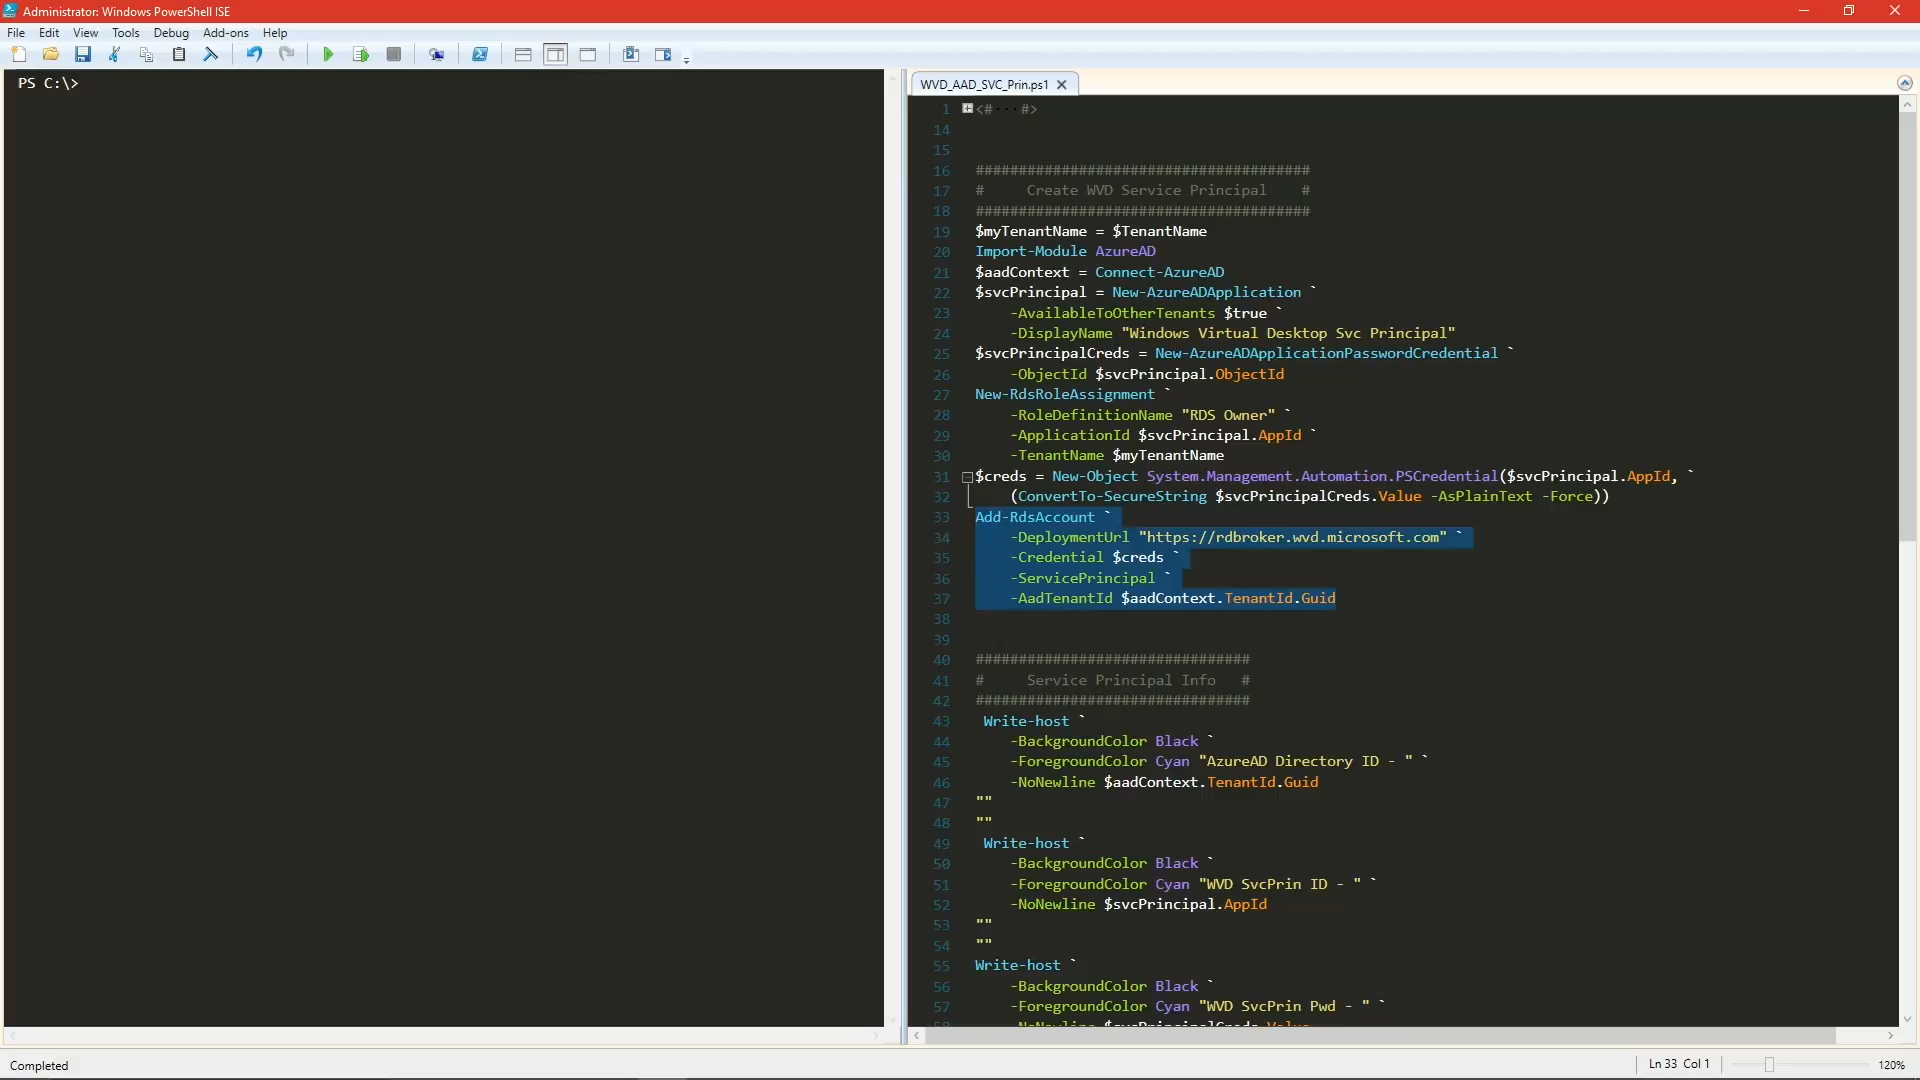 Administrator: Windows PowerShell ISE
File Edit View Tools Debug Add-ons Help
PS C:\>
WVD_AAD_SVC_Prin.ps1
1 <#···#>
14
15
16 #######################################
17 #     Create WVD Service Principal    #
18 #######################################
19 $myTenantName = $TenantName
20 Import-Module AzureAD
21 $aadContext = Connect-AzureAD
22 $svcPrincipal = New-AzureADApplication `
23     -AvailableToOtherTenants $true `
24     -DisplayName "Windows Virtual Desktop Svc Principal"
25 $svcPrincipalCreds = New-AzureADApplicationPasswordCredential `
26     -ObjectId $svcPrincipal.ObjectId
27 New-RdsRoleAssignment `
28     -RoleDefinitionName "RDS Owner" `
29     -ApplicationId $svcPrincipal.AppId `
30     -TenantName $myTenantName
31 $creds = New-Object System.Management.Automation.PSCredential($svcPrincipal.AppId, `
32     (ConvertTo-SecureString $svcPrincipalCreds.Value -AsPlainText -Force))
33 Add-RdsAccount `
34     -DeploymentUrl "https://rdbroker.wvd.microsoft.com" `
35     -Credential $creds `
36     -ServicePrincipal `
37     -AadTenantId $aadContext.TenantId.Guid
38
39
40 ################################
41 #     Service Principal Info   #
42 ################################
43  Write-host `
44     -BackgroundColor Black `
45     -ForegroundColor Cyan "AzureAD Directory ID - " `
46     -NoNewline $aadContext.TenantId.Guid
47 ""
48 ""
49  Write-host `
50     -BackgroundColor Black `
51     -ForegroundColor Cyan "WVD SvcPrin ID - " `
52     -NoNewline $svcPrincipal.AppId
53 ""
54 ""
55 Write-host `
56     -BackgroundColor Black `
57     -ForegroundColor Cyan "WVD SvcPrin Pwd - " `
58     -NoNewline $svcPrincipalCreds.Value
Completed
Ln 33 Col 1
120%